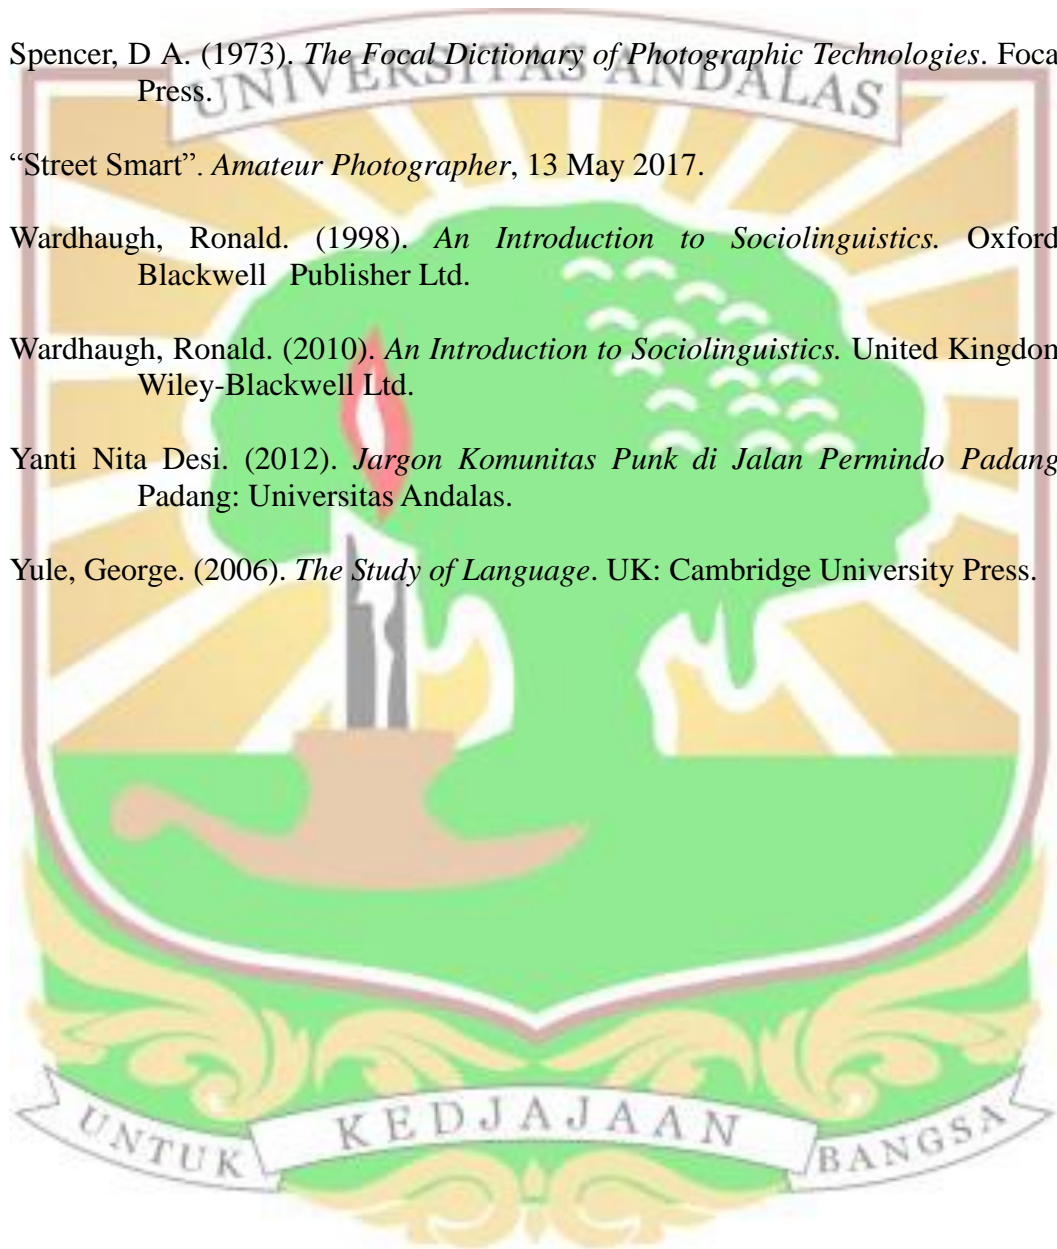 Spencer, D A. (1973). The Focal Dictionary of Photographic Technologies. Foca
Press.
UNIVERSITAS ANDALAS
“Street Smart”. Amateur Photographer, 13 May 2017.
Wardhaugh, Ronald. (1998). An Introduction to Sociolinguistics. Oxford
Blackwell Publisher Ltd.
Wardhaugh, Ronald. (2010). An Introduction to Sociolinguistics. United Kingdom
Wiley-Blackwell Ltd.
Yanti Nita Desi. (2012). Jargon Komunitas Punk di Jalan Permindo Padang
Padang: Universitas Andalas.
Yule, George. (2006). The Study of Language. UK: Cambridge University Press.
UNTUK KEDJAJAAN BANGSA